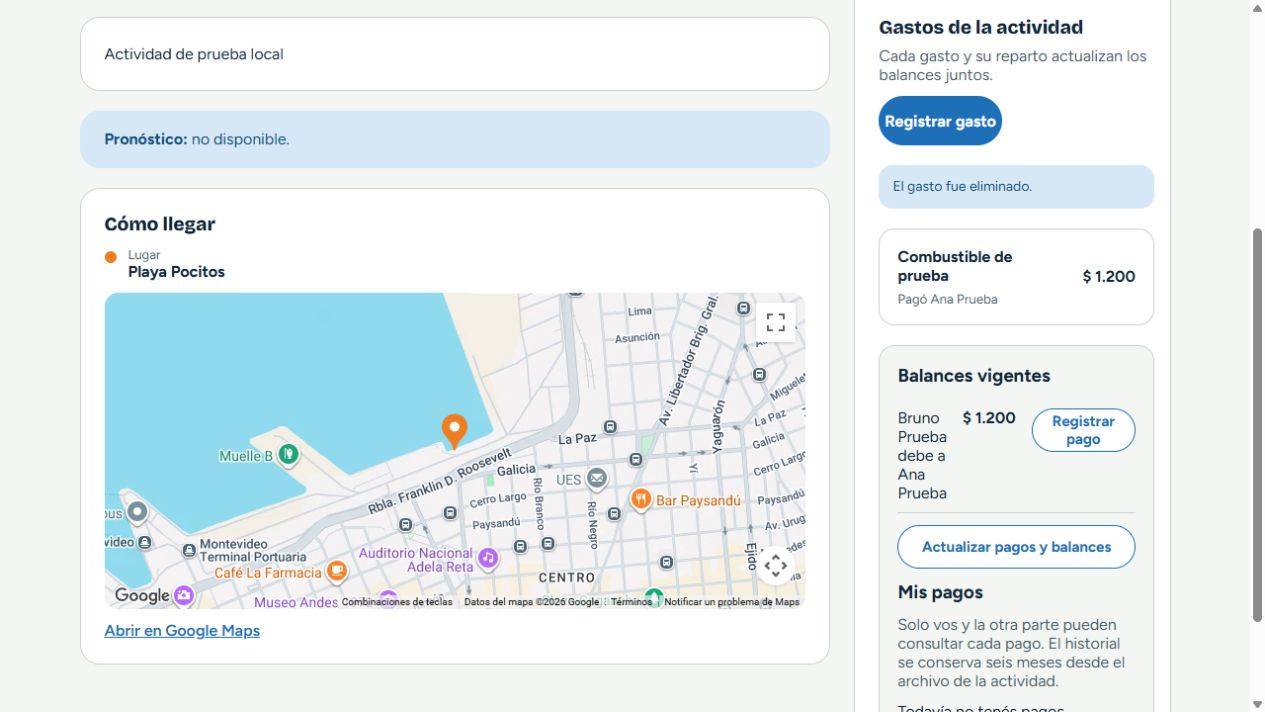 Actividad de prueba local
Pronóstico: no disponible.
Cómo llegar
Lugar
Playa Pocitos
Lima
Asunción
Av. Libertador Brig. Gral.
Miguelete
La Paz
La Paz
Galicia
Yaguarón
Cerro Largo
Muelle B
Rbla. Franklin D. Roosevelt
Galicia
UES
Yí
Cerro Largo
Río Branco
Río Negro
Bar Paysandú
Paysandú
Paysandú
Av. Urug
Montevideo
Terminal Portuaria
Auditorio Nacional
Adela Reta
Café La Farmacia
CENTRO
Ejido
Google
Museo Andes
Combinaciones de teclas
Datos del mapa ©2026 Google
Términos
Notificar un problema de Maps
Abrir en Google Maps
Gastos de la actividad
Cada gasto y su reparto actualizan los
balances juntos.
Registrar gasto
El gasto fue eliminado.
Combustible de
prueba
$ 1.200
Pagó Ana Prueba
Balances vigentes
Bruno
Prueba
debe a
Ana
Prueba
$ 1.200
Registrar
pago
Actualizar pagos y balances
Mis pagos
Solo vos y la otra parte pueden
consultar cada pago. El historial
se conserva seis meses desde el
archivo de la actividad.
Todavía no tenés pagos